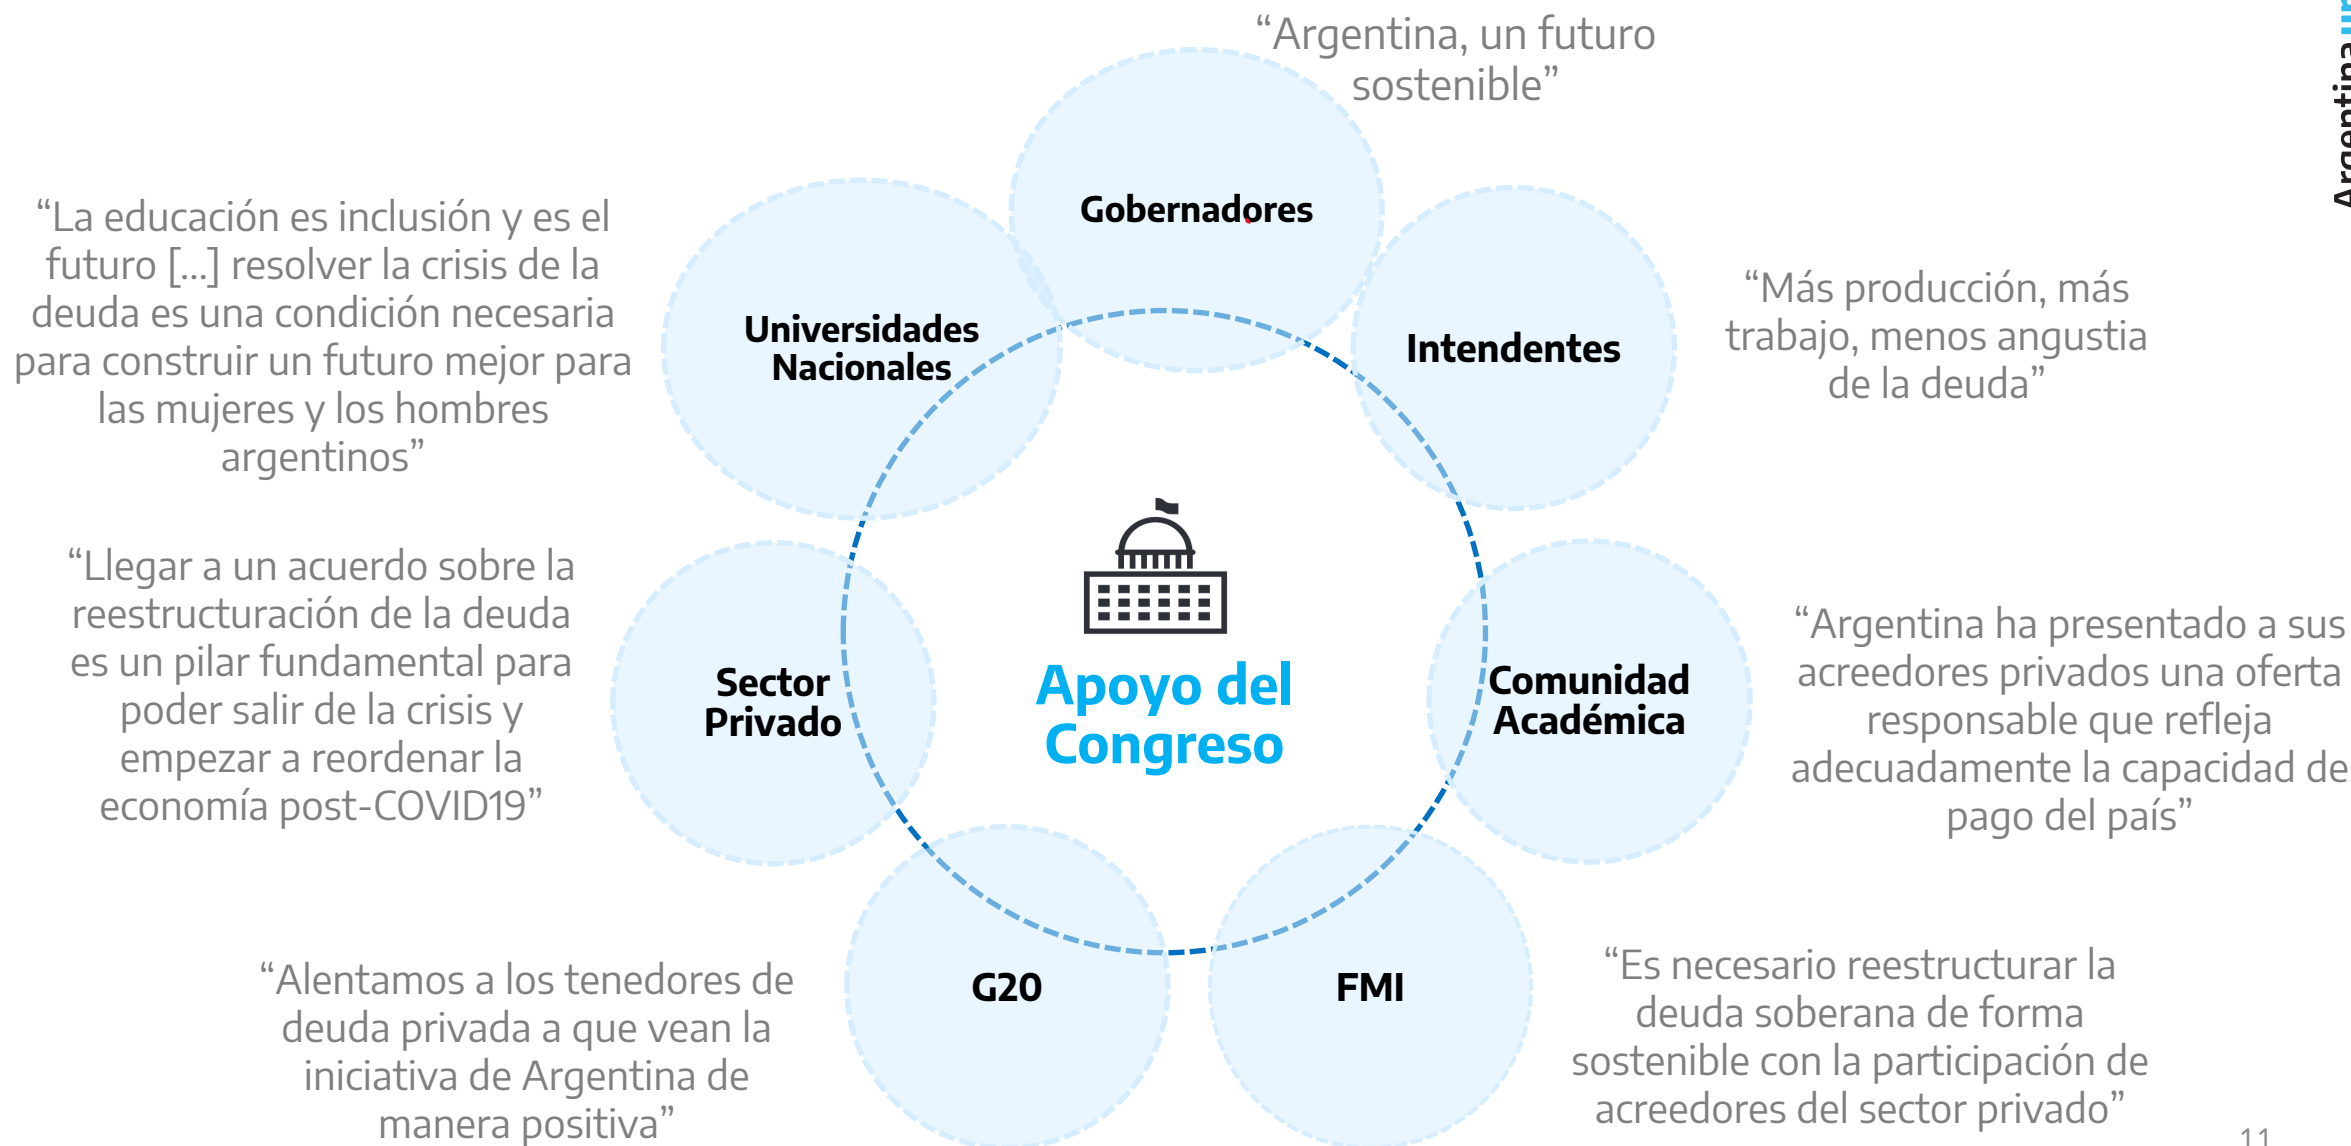 “Argentina, un futuro
sostenible”
Gobernadores
“La educación es inclusión y es el
futuro [...] resolver la crisis de la
deuda es una condición necesaria
para construir un futuro mejor para
las mujeres y los hombres
argentinos”
Universidades
Nacionales
Intendentes
“Más producción, más
trabajo, menos angustia
de la deuda”
“Llegar a un acuerdo sobre la
reestructuración de la deuda
es un pilar fundamental para
poder salir de la crisis y
empezar a reordenar la
economía post-COVID19”
Sector
Privado
Apoyo del
Congreso
Comunidad
Académica
“Argentina ha presentado a sus
acreedores privados una oferta
responsable que refleja
adecuadamente la capacidad de
pago del país”
“Alentamos a los tenedores de
deuda privada a que vean la
iniciativa de Argentina de
manera positiva”
G20
FMI
“Es necesario reestructurar la
deuda soberana de forma
sostenible con la participación de
acreedores del sector privado”
11
Argentina